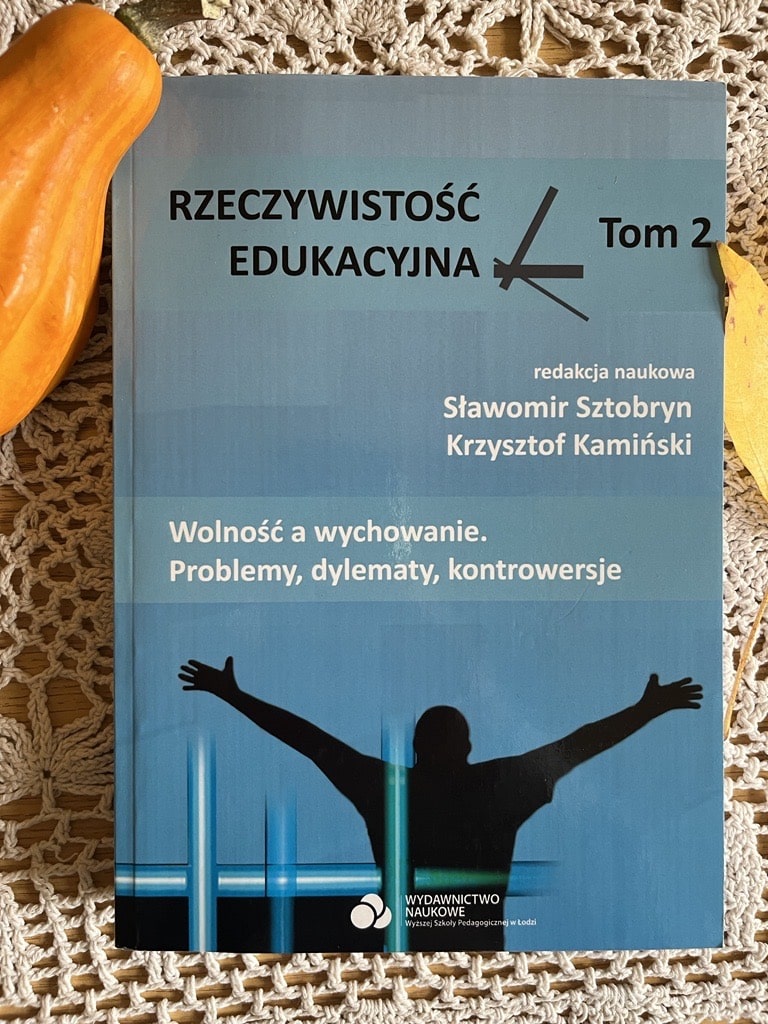 RZECZYWISTOŚĆ
EDUKACYJNA
Tom 2
redakcja naukowa
Sławomir Sztobryn
Krzysztof Kamiński
Wolność a wychowanie.
Problemy, dylematy, kontrowersje
WYDAWNICTWO
NAUKOWE
Wyższej Szkoły Pedagogicznej w Łodzi